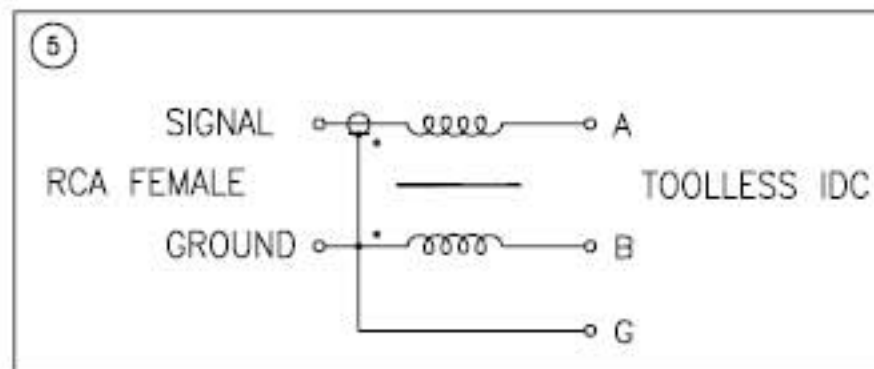 5
SIGNAL A
RCA FEMALE TOOLLESS IDC
GROUND B
G